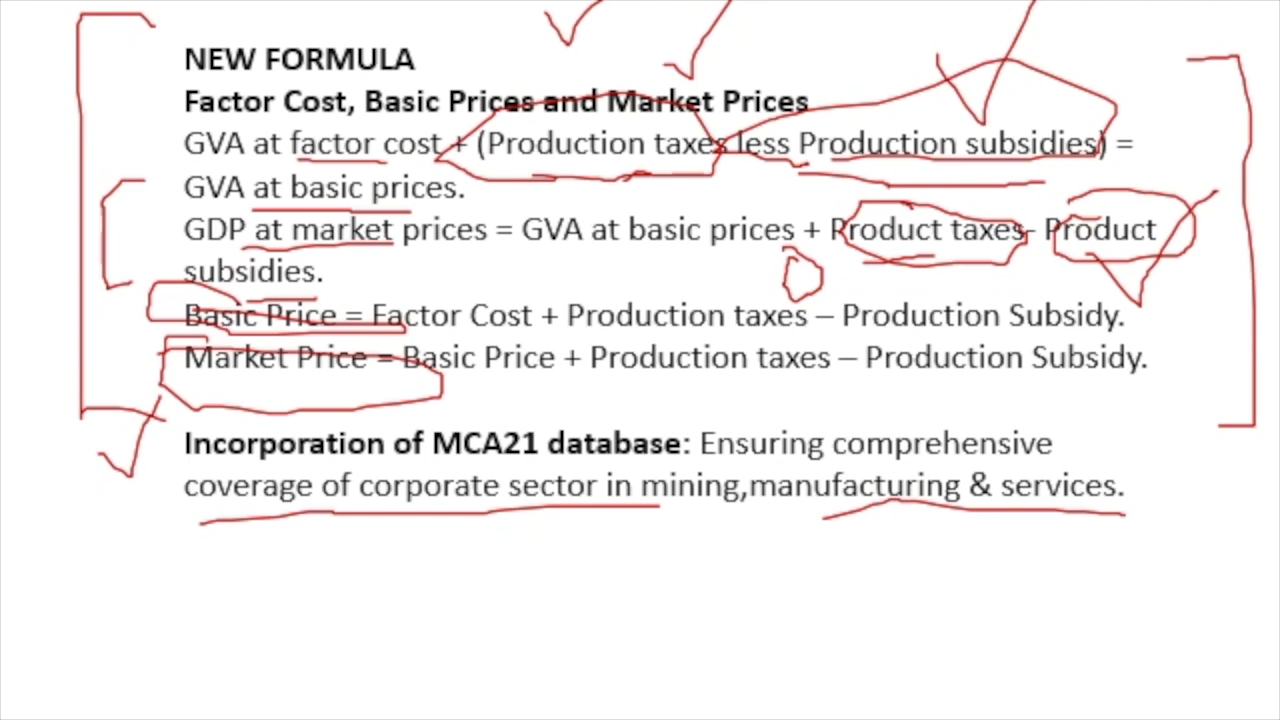 NEW FORMULA
Factor Cost, Basic Prices and Market Prices
GVA at factor cost + (Production taxes less Production subsidies) =
GVA at basic prices.
GDP at market prices = GVA at basic prices + Product taxes- Product
subsidies.
Basic Price = Factor Cost + Production taxes – Production Subsidy.
Market Price = Basic Price + Production taxes – Production Subsidy.
Incorporation of MCA21 database: Ensuring comprehensive
coverage of corporate sector in mining,manufacturing & services.